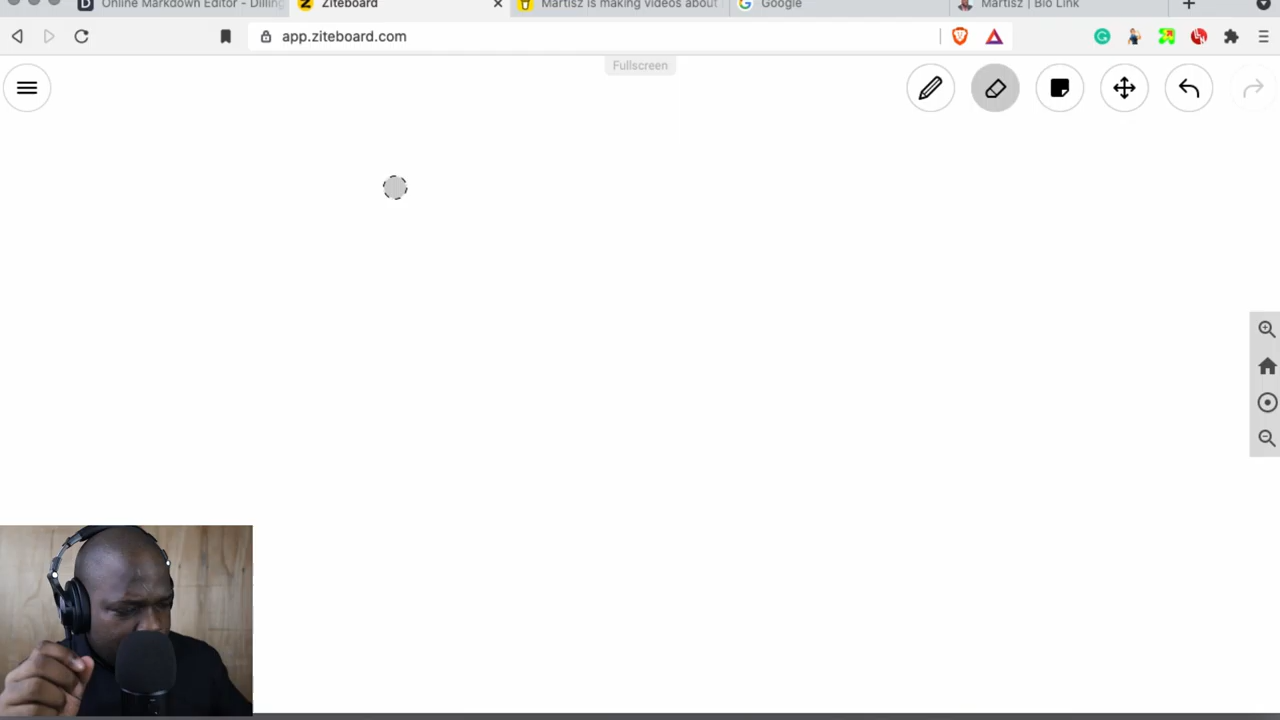 Online Markdown Editor - Dilling
Ziteboard
Martisz is making videos about
Google
Martisz | Bio Link
app.ziteboard.com
Fullscreen